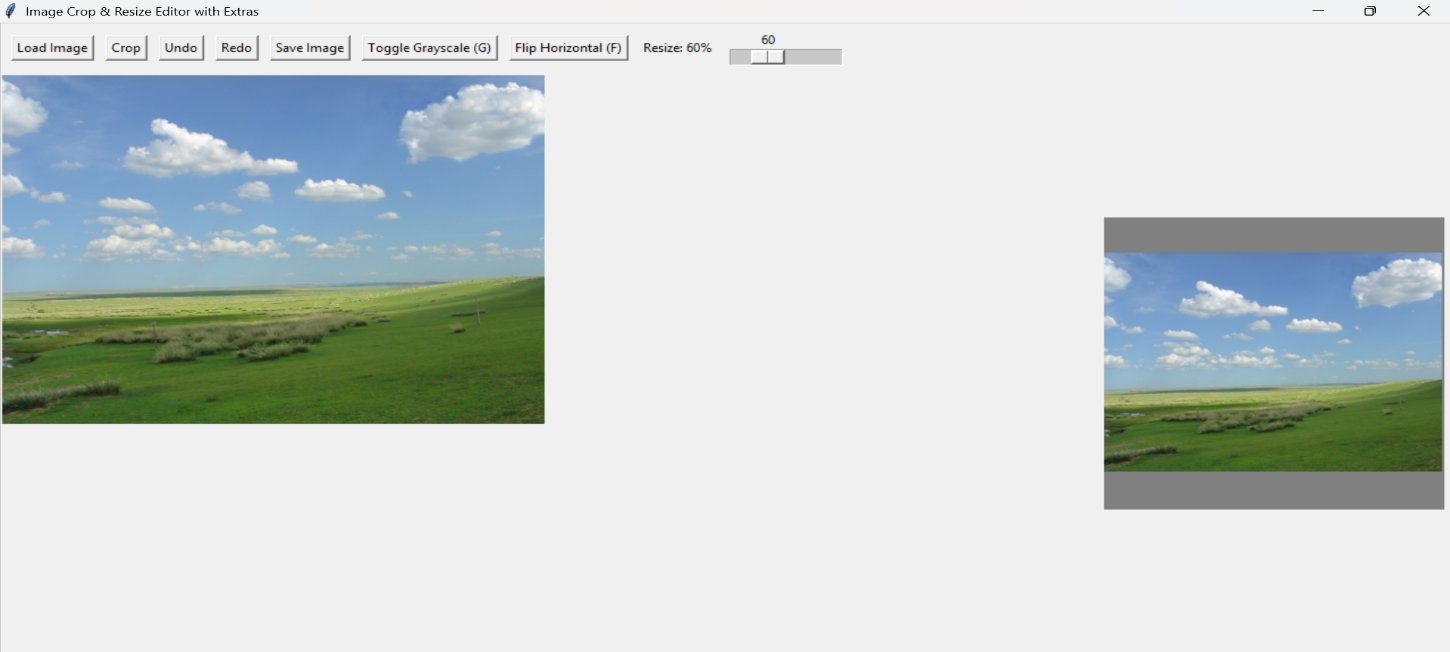 Image Crop & Resize Editor with Extras
Load Image Crop Undo Redo Save Image Toggle Grayscale (G) Flip Horizontal (F) Resize: 60% 60